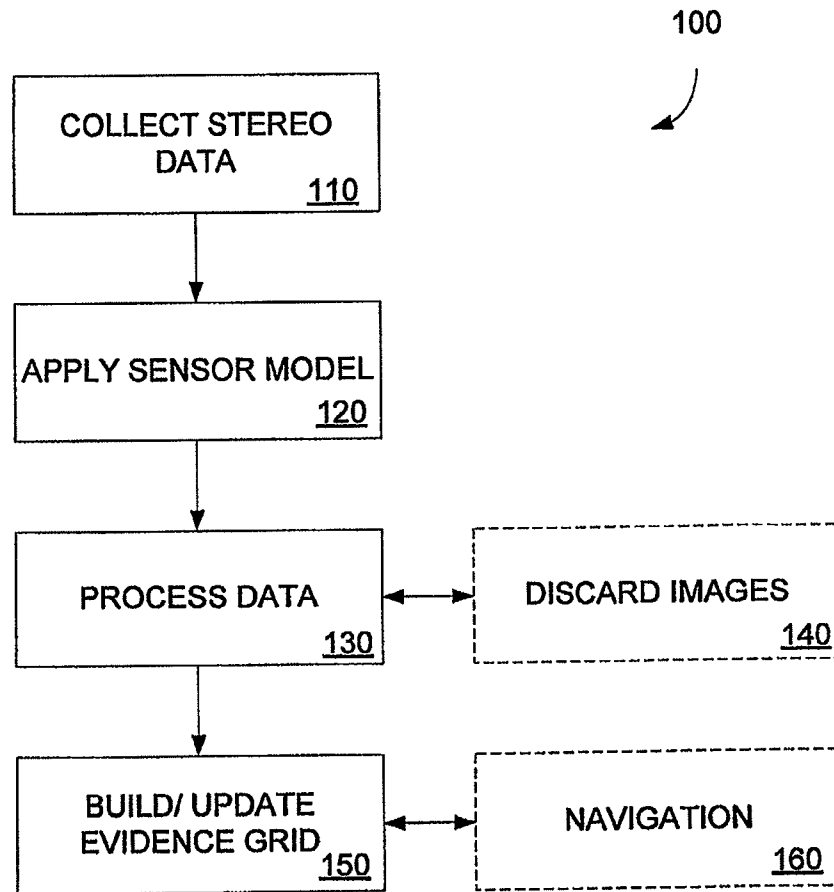 100
COLLECT STEREO
DATA
110
APPLY SENSOR MODEL
120
PROCESS DATA
130
DISCARD IMAGES
140
BUILD/ UPDATE
EVIDENCE GRID
150
NAVIGATION
160